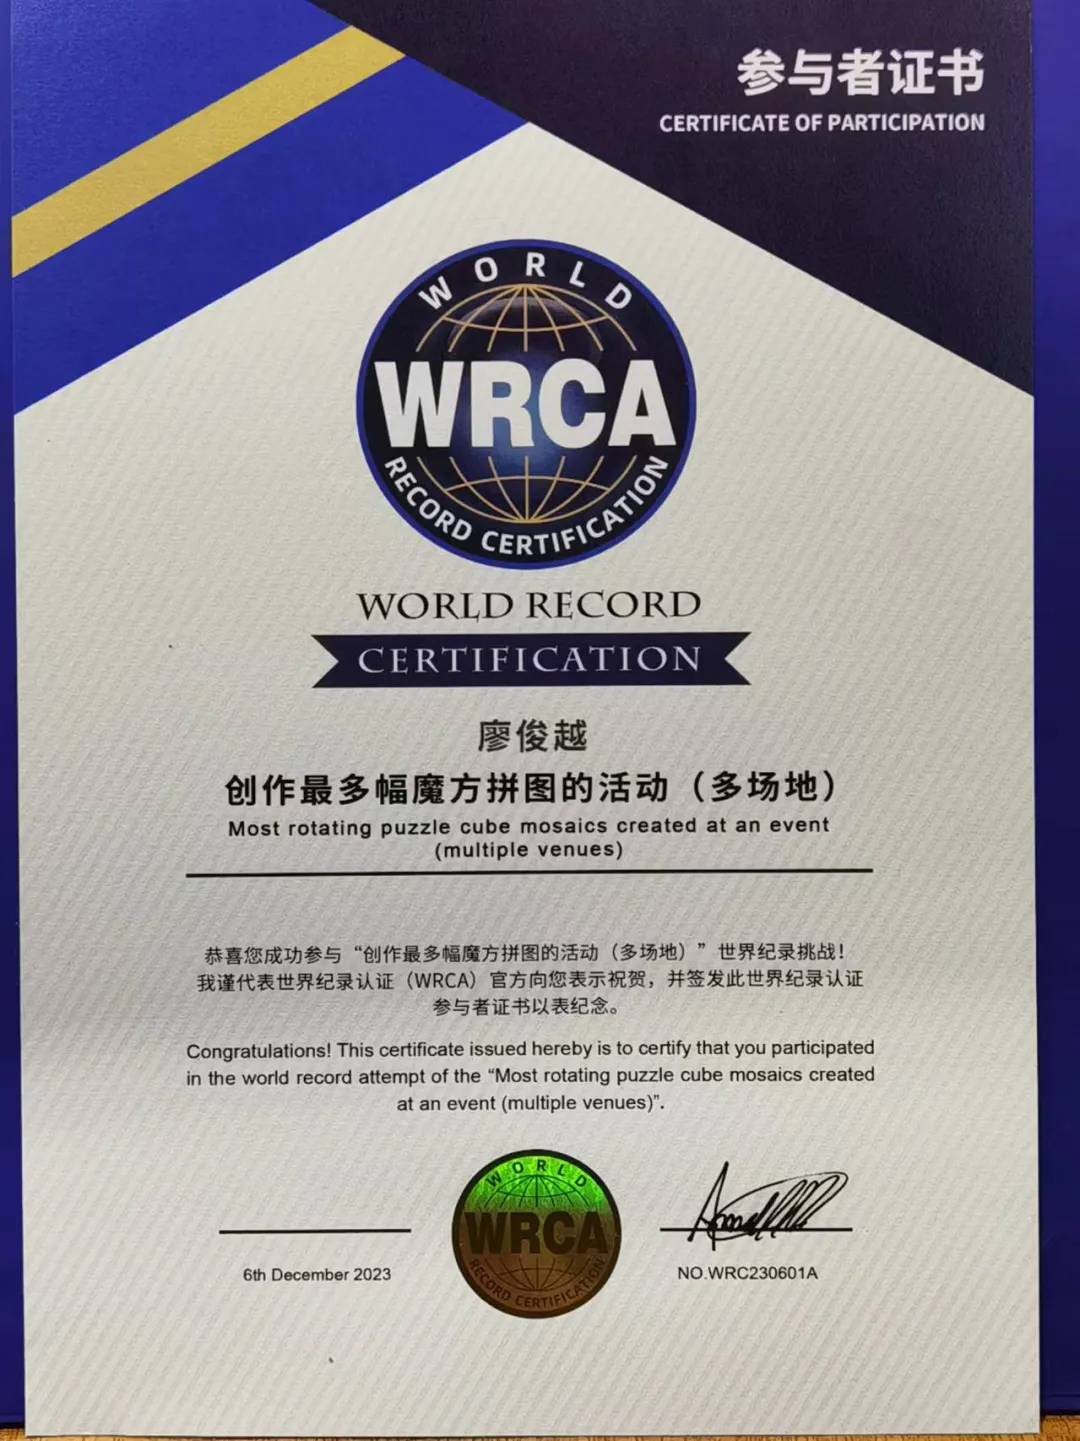 参与者证书
CERTIFICATE OF PARTICIPATION
WORLD
WRCA
RECORD CERTIFICATION
WORLD RECORD
CERTIFICATION
廖俊越
创作最多幅魔方拼图的活动（多场地）
Most rotating puzzle cube mosaics created at an event
(multiple venues)
恭喜您成功参与“创作最多幅魔方拼图的活动（多场地）”世界纪录挑战！
我谨代表世界纪录认证（WRCA）官方向您表示祝贺，并签发此世界纪录认证
参与者证书以表纪念。
Congratulations! This certificate issued hereby is to certify that you participated
in the world record attempt of the “Most rotating puzzle cube mosaics created
at an event (multiple venues)”.
WORLD
WRCA
RECORD CERTIFICATION
6th December 2023
NO.WRC230601A